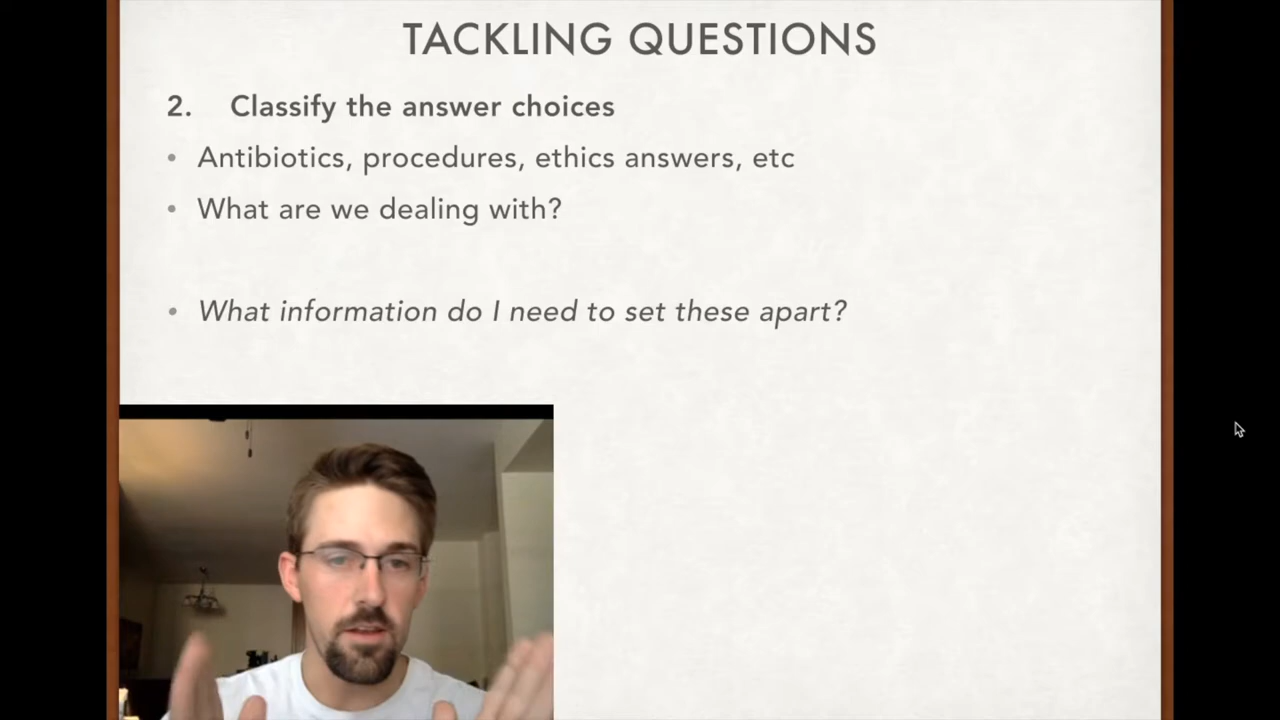 TACKLING QUESTIONS
2. Classify the answer choices
• Antibiotics, procedures, ethics answers, etc
• What are we dealing with?
• What information do I need to set these apart?